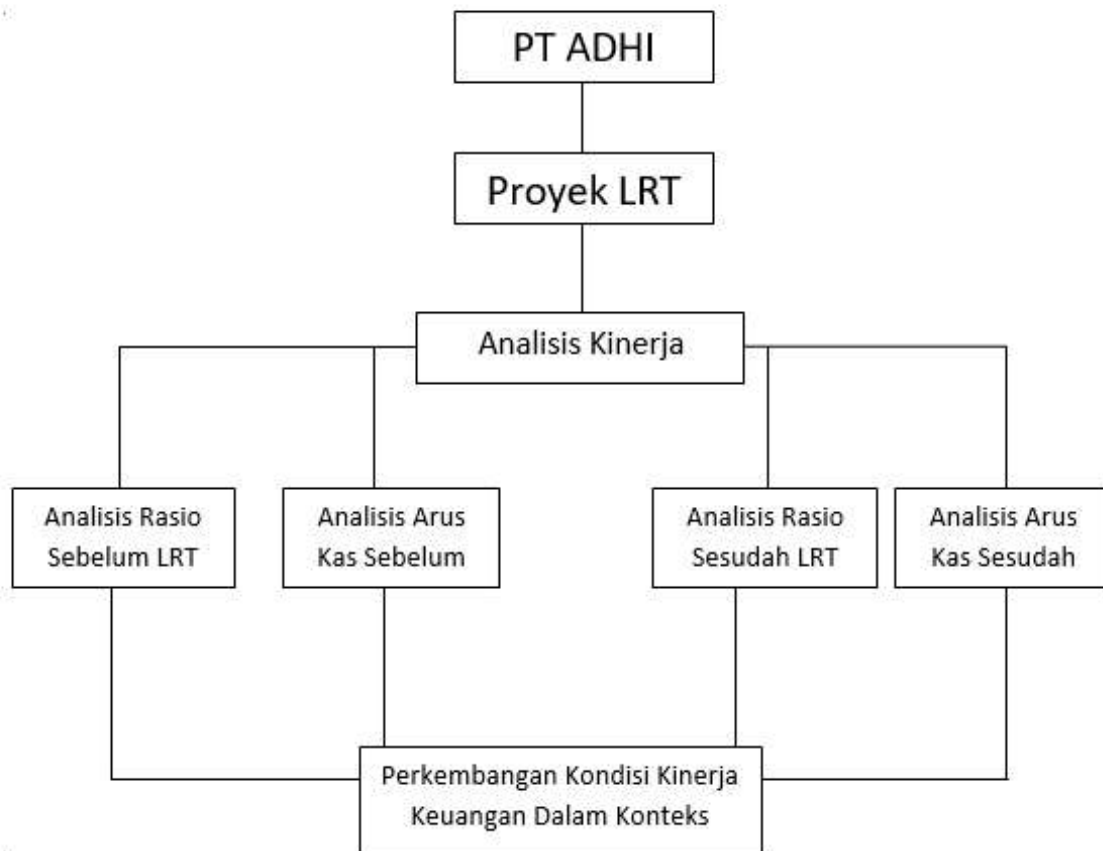 PT ADHI
Proyek LRT
Analisis Kinerja
Analisis Rasio
Sebelum LRT
Analisis Arus
Kas Sebelum
Analisis Rasio
Sesudah LRT
Analisis Arus
Kas Sesudah
Perkembangan Kondisi Kinerja
Keuangan Dalam Konteks